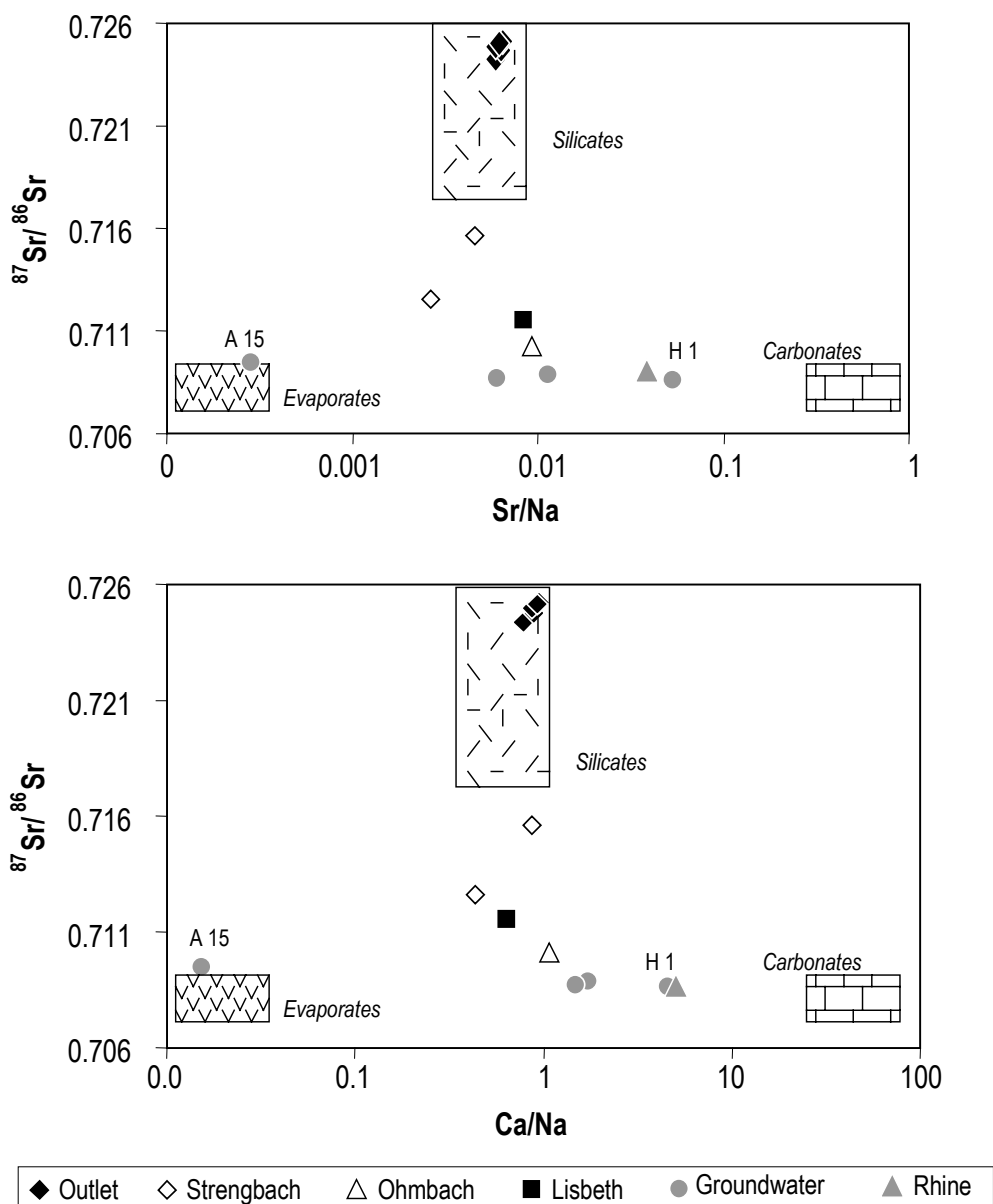 0.726
0.721
0.716
0.711
0.706
87Sr/ 86Sr
Silicates
A 15
Evaporates
H 1
Carbonates
0
0.001
0.01
0.1
1
Sr/Na
0.726
0.721
0.716
0.711
0.706
87Sr/ 86Sr
Silicates
A 15
Evaporates
H 1
Carbonates
0.0
0.1
1
10
100
Ca/Na
Outlet Strengbach Ohmbach Lisbeth Groundwater Rhine